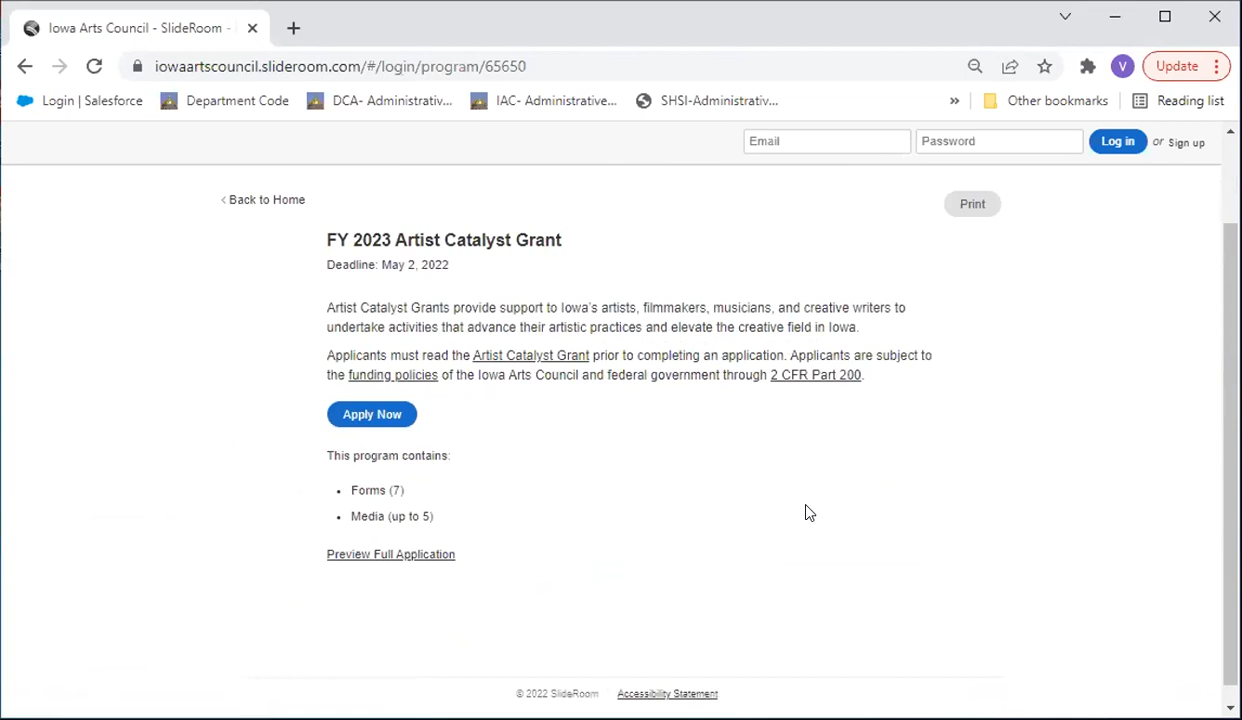 Iowa Arts Council - SlideRoom -
iowaartscouncil.slideroom.com/#/login/program/65650
V
Update
Login | Salesforce
Department Code
DCA- Administrativ...
IAC- Administrative...
SHSI-Administrativ...
»
Other bookmarks
Reading list
Email
Password
Log in
or Sign up
‹ Back to Home
Print
FY 2023 Artist Catalyst Grant
Deadline: May 2, 2022
Artist Catalyst Grants provide support to Iowa's artists, filmmakers, musicians, and creative writers to
undertake activities that advance their artistic practices and elevate the creative field in Iowa.
Applicants must read the Artist Catalyst Grant prior to completing an application. Applicants are subject to
the funding policies of the Iowa Arts Council and federal government through 2 CFR Part 200.
Apply Now
This program contains:
• Forms (7)
• Media (up to 5)
Preview Full Application
© 2022 SlideRoom
Accessibility Statement